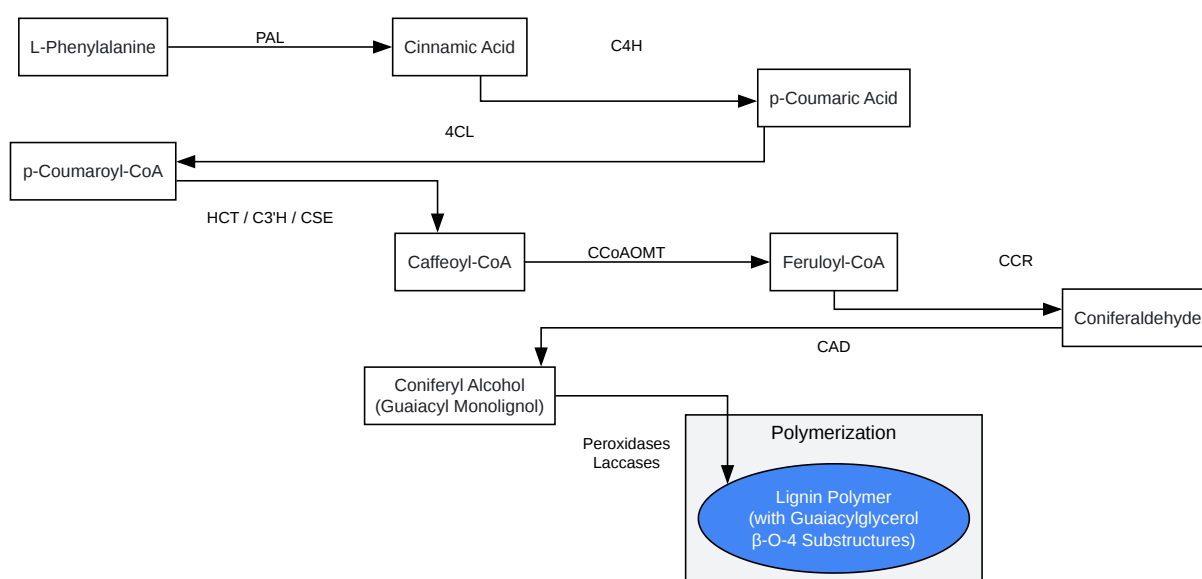 L-Phenylalanine
PAL
Cinnamic Acid
C4H
p-Coumaric Acid
4CL
p-Coumaroyl-CoA
HCT / C3'H / CSE
Caffeoyl-CoA
CCoAOMT
Feruloyl-CoA
CCR
Coniferaldehyde
CAD
Coniferyl Alcohol
(Guaiacyl Monolignol)
Peroxidases
Laccases
Polymerization
Lignin Polymer
(with Guaiacylglycerol
β-O-4 Substructures)